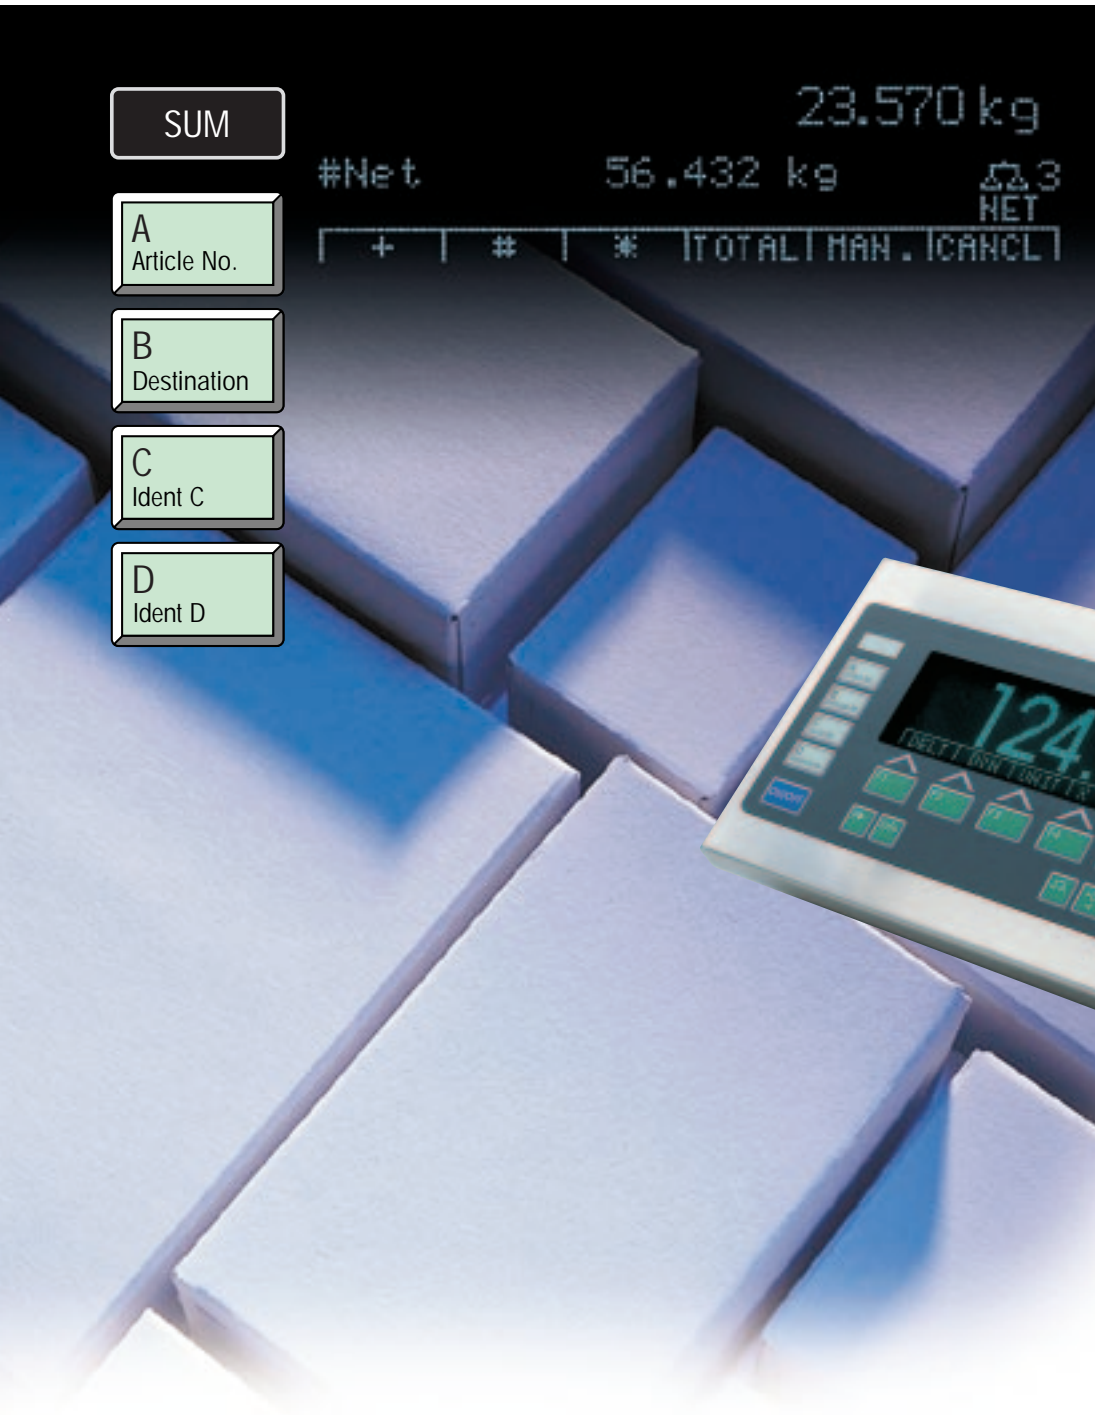 SUM
23.570 kg
#Net 56.432 kg 3
NET
+ # * TOTAL MAN. CANCL
A
Article No.
B
Destination
C
Ident C
D
Ident D
124.